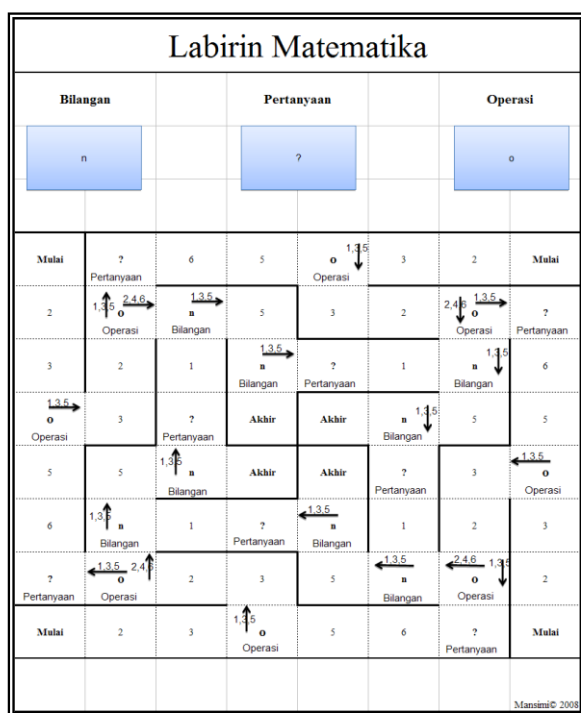 Labirin Matematika
Bilangan Pertanyaan Operasi
n ? o
Mulai ? 6 5 o 1,3,5 3 2 Mulai
Pertanyaan Operasi
1,3,5 2,4,6 1,3,5 2,4,6 1,3,5
2 o n 5 3 2 o ?
Operasi Bilangan Operasi Pertanyaan
1,3,5 1,3,5
3 2 1 n ? 1 n 6
Bilangan Pertanyaan Bilangan
1,3,5 1,3,5
o 3 ? Akhir Akhir n 5 5
Operasi Pertanyaan Bilangan
1,3,5 1,3,5
5 5 n Akhir Akhir ? 3 o
Bilangan Pertanyaan Operasi
1,3,5 1,3,5
6 n 1 ? n 1 2 3
Bilangan Pertanyaan Bilangan
1,3,5 2,4,6 1,3,5 2,4,6 1,3,5
? o 2 3 5 n o 2
Pertanyaan Operasi Bilangan Operasi
1,3,5
Mulai 2 3 o 5 6 ? Mulai
Operasi Pertanyaan
Mansimi© 2008